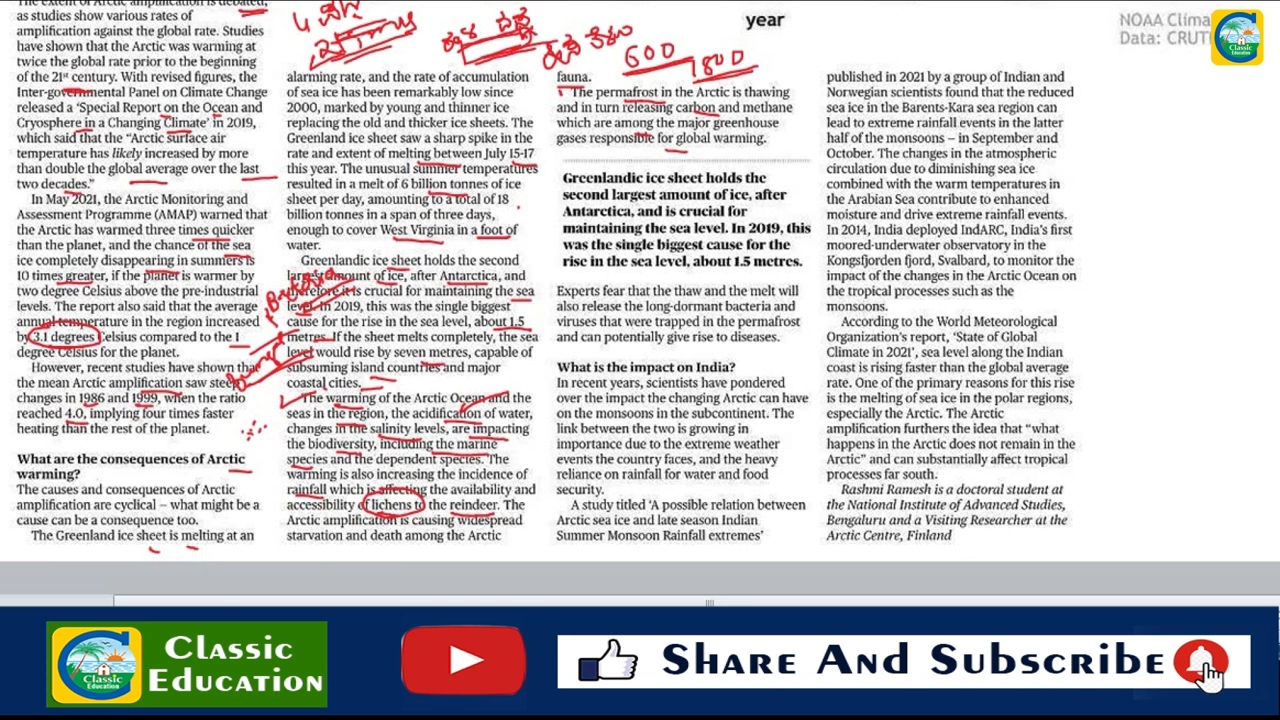 year
NOAA Clima
Data: CRUT
Classic
Education
The extent of Arctic amplification is debated,
as studies show various rates of
amplification against the global rate. Studies
have shown that the Arctic was warming at
twice the global rate prior to the beginning
of the 21st century. With revised figures, the
Inter-governmental Panel on Climate Change
released a ‘Special Report on the Ocean and
Cryosphere in a Changing Climate’ in 2019,
which said that the “Arctic surface air
temperature has likely increased by more
than double the global average over the last
two decades.”
In May 2021, the Arctic Monitoring and
Assessment Programme (AMAP) warned that
the Arctic has warmed three times quicker
than the planet, and the chance of the sea
ice completely disappearing in summers is
10 times greater, if the planet is warmer by
two degree Celsius above the pre-industrial
levels. The report also said that the average
annual temperature in the region increased
by 3.1 degrees Celsius compared to the 1
degree Celsius for the planet.
However, recent studies have shown that
the mean Arctic amplification saw steep
changes in 1986 and 1999, when the ratio
reached 4.0, implying four times faster
heating than the rest of the planet.
What are the consequences of Arctic
warming?
The causes and consequences of Arctic
amplification are cyclical – what might be a
cause can be a consequence too.
The Greenland ice sheet is melting at an
alarming rate, and the rate of accumulation
of sea ice has been remarkably low since
2000, marked by young and thinner ice
replacing the old and thicker ice sheets. The
Greenland ice sheet saw a sharp spike in the
rate and extent of melting between July 15-17
this year. The unusual summer temperatures
resulted in a melt of 6 billion tonnes of ice
sheet per day, amounting to a total of 18
billion tonnes in a span of three days,
enough to cover West Virginia in a foot of
water.
Greenlandic ice sheet holds the second
largest amount of ice, after Antarctica, and
therefore it is crucial for maintaining the sea
level. In 2019, this was the single biggest
cause for the rise in the sea level, about 1.5
metres. If the sheet melts completely, the sea
level would rise by seven metres, capable of
subsuming island countries and major
coastal cities.
The warming of the Arctic Ocean and the
seas in the region, the acidification of water,
changes in the salinity levels, are impacting
the biodiversity, including the marine
species and the dependent species. The
warming is also increasing the incidence of
rainfall which is affecting the availability and
accessibility of lichens to the reindeer. The
Arctic amplification is causing widespread
starvation and death among the Arctic
600
1800
fauna.
The permafrost in the Arctic is thawing
and in turn releasing carbon and methane
which are among the major greenhouse
gases responsible for global warming.
Greenlandic ice sheet holds the
second largest amount of ice, after
Antarctica, and is crucial for
maintaining the sea level. In 2019, this
was the single biggest cause for the
rise in the sea level, about 1.5 metres.
Experts fear that the thaw and the melt will
also release the long-dormant bacteria and
viruses that were trapped in the permafrost
and can potentially give rise to diseases.
What is the impact on India?
In recent years, scientists have pondered
over the impact the changing Arctic can have
on the monsoons in the subcontinent. The
link between the two is growing in
importance due to the extreme weather
events the country faces, and the heavy
reliance on rainfall for water and food
security.
A study titled ‘A possible relation between
Arctic sea ice and late season Indian
Summer Monsoon Rainfall extremes’
published in 2021 by a group of Indian and
Norwegian scientists found that the reduced
sea ice in the Barents-Kara sea region can
lead to extreme rainfall events in the latter
half of the monsoons – in September and
October. The changes in the atmospheric
circulation due to diminishing sea ice
combined with the warm temperatures in
the Arabian Sea contribute to enhanced
moisture and drive extreme rainfall events.
In 2014, India deployed IndARC, India’s first
moored-underwater observatory in the
Kongsfjorden fjord, Svalbard, to monitor the
impact of the changes in the Arctic Ocean on
the tropical processes such as the
monsoons.
According to the World Meteorological
Organization’s report, ‘State of Global
Climate in 2021’, sea level along the Indian
coast is rising faster than the global average
rate. One of the primary reasons for this rise
is the melting of sea ice in the polar regions,
especially the Arctic. The Arctic
amplification furthers the idea that “what
happens in the Arctic does not remain in the
Arctic” and can substantially affect tropical
processes far south.
Rashmi Ramesh is a doctoral student at
the National Institute of Advanced Studies,
Bengaluru and a Visiting Researcher at the
Arctic Centre, Finland
Classic
Education
Share And Subscribe